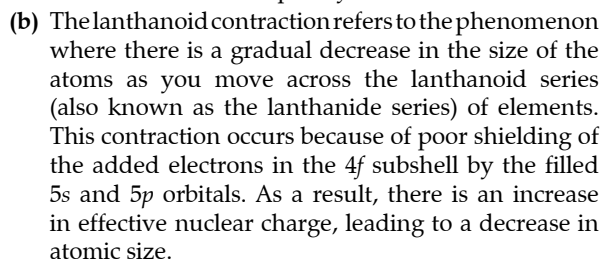 (b) The lanthanoid contraction refers to the phenomenon
where there is a gradual decrease in the size of the
atoms as you move across the lanthanoid series
(also known as the lanthanide series) of elements.
This contraction occurs because of poor shielding of
the added electrons in the 4f subshell by the filled
5s and 5p orbitals. As a result, there is an increase
in effective nuclear charge, leading to a decrease in
atomic size.